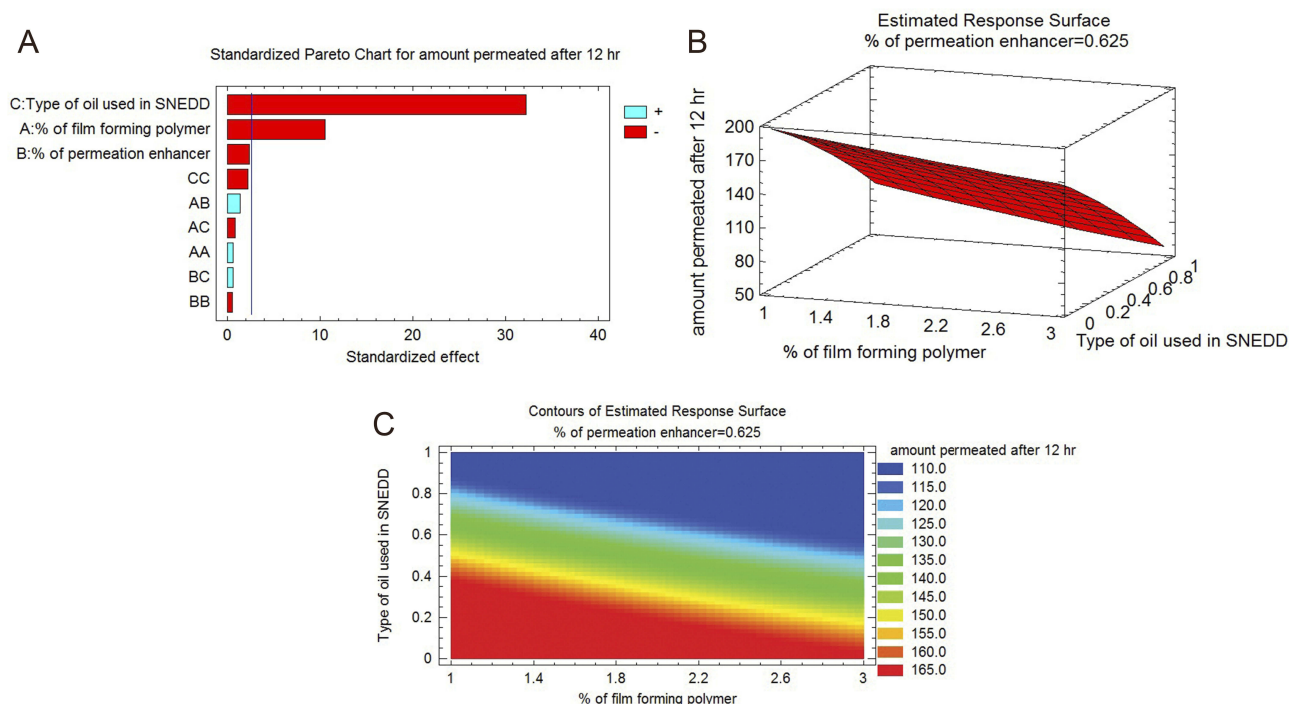 A
Standardized Pareto Chart for amount permeated after 12 hr
C:Type of oil used in SNEDD
A:% of film forming polymer
B:% of permeation enhancer
CC
AB
AC
AA
BC
BB
0 10 20 30 40
Standardized effect
+
-
B
Estimated Response Surface
% of permeation enhancer=0.625
amount permeated after 12 hr
200
170
140
110
80
50
1 1.4 1.8 2.2 2.6 3
% of film forming polymer
0 0.2 0.4 0.6 0.8 1
Type of oil used in SNEDD
C
Contours of Estimated Response Surface
% of permeation enhancer=0.625
Type of oil used in SNEDD
1
0.8
0.6
0.4
0.2
0
1 1.4 1.8 2.2 2.6 3
% of film forming polymer
amount permeated after 12 hr
110.0
115.0
120.0
125.0
130.0
135.0
140.0
145.0
150.0
155.0
160.0
165.0